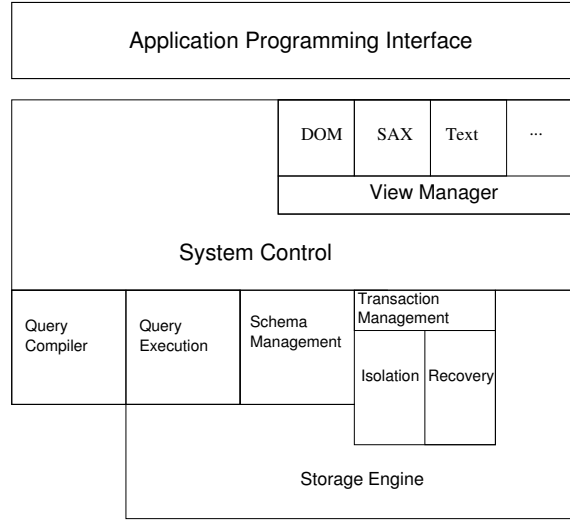 Application Programming Interface
DOM SAX Text ...
View Manager
System Control
Query
Compiler
Query
Execution
Schema
Management
Transaction
Management
Isolation Recovery
Storage Engine